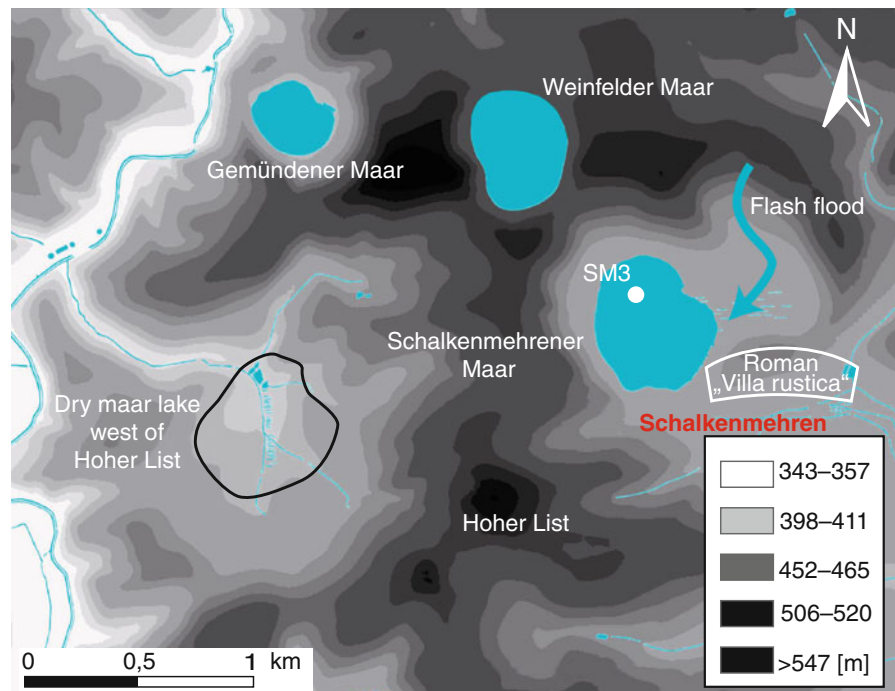 N
Weinfelder Maar
Gemündener Maar
Flash flood
SM3
Schalkenmehrener
Maar
Roman
„Villa rustica“
Dry maar lake
west of
Hoher List
Schalkenmehren
343–357
398–411
Hoher List
452–465
506–520
>547 [m]
0 0,5 1 km